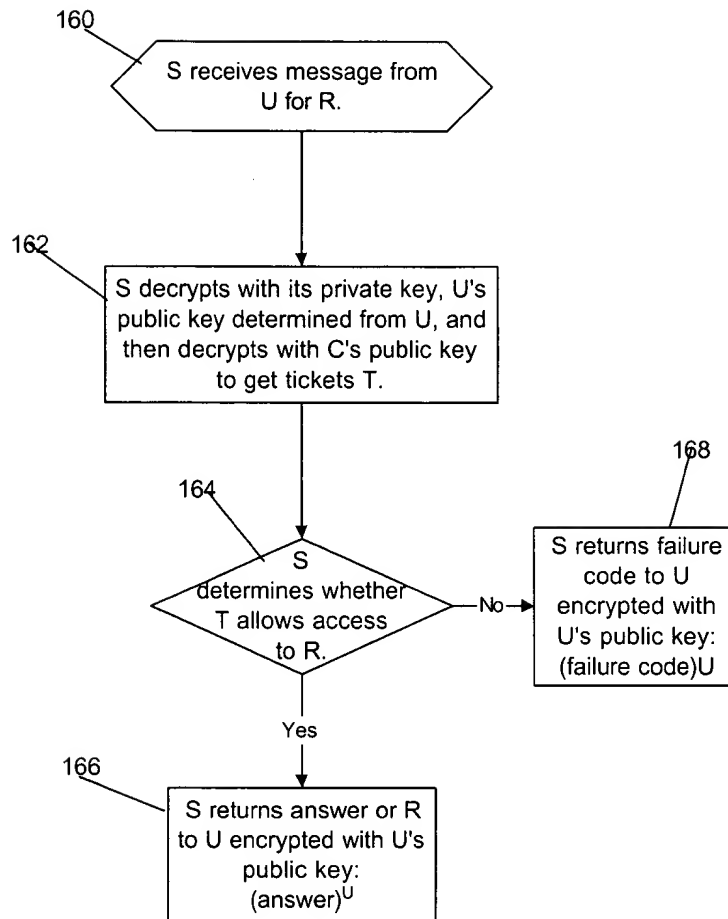 160
S receives message from
U for R.
162
S decrypts with its private key, U's
public key determined from U, and
then decrypts with C's public key
to get tickets T.
164
S
determines whether
T allows access
to R.
No
168
S returns failure
code to U
encrypted with
U's public key:
(failure code)U
Yes
166
S returns answer or R
to U encrypted with U's
public key:
(answer)ᵁ